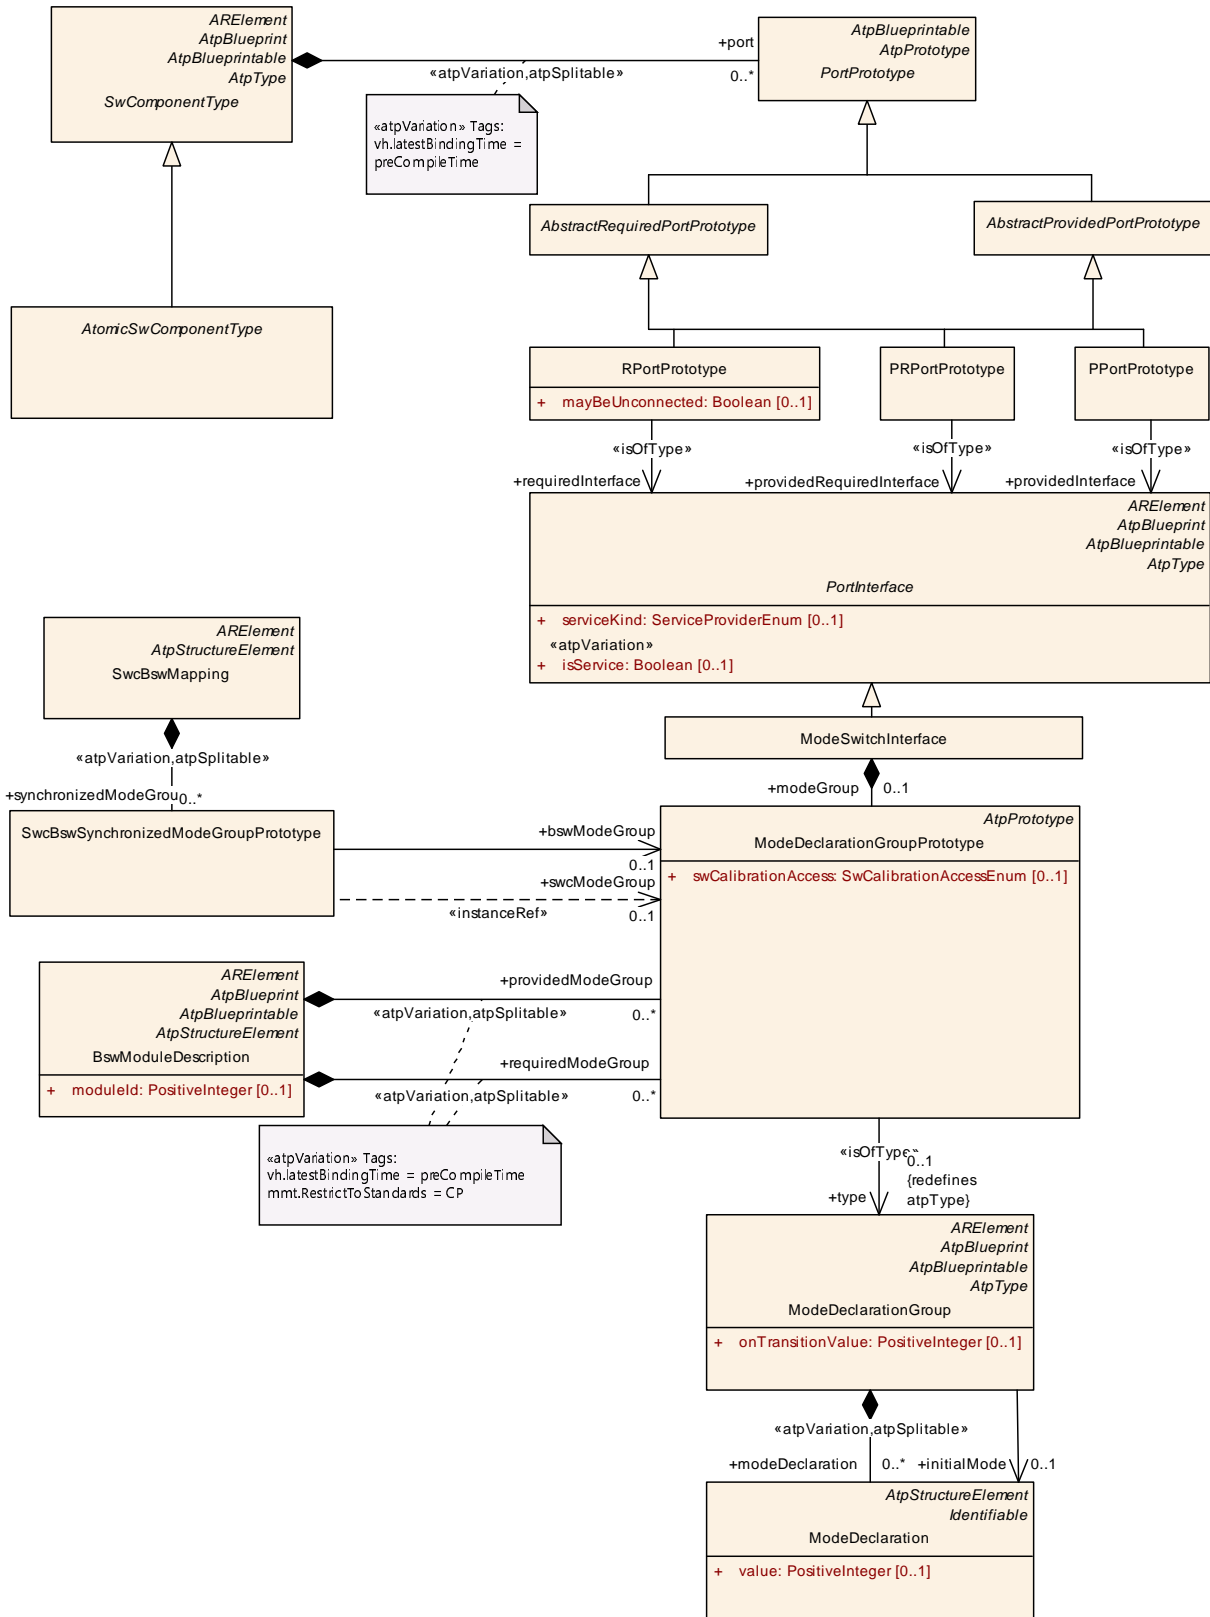 ARElement
AtpBlueprint
AtpBlueprintable
AtpType
SwComponentType
+port
«atpVariation,atpSplitable»
0..*
AtpBlueprintable
AtpPrototype
PortPrototype
«atpVariation» Tags:
vh.latestBindingTime =
preCompileTime
AbstractRequiredPortPrototype
AbstractProvidedPortPrototype
AtomicSwComponentType
RPortPrototype
+ mayBeUnconnected: Boolean [0..1]
PRPortPrototype
PPortPrototype
«isOfType»
«isOfType»
«isOfType»
+requiredInterface
+providedRequiredInterface
+providedInterface
ARElement
AtpBlueprint
AtpBlueprintable
AtpType
PortInterface
+ serviceKind: ServiceProviderEnum [0..1]
«atpVariation»
+ isService: Boolean [0..1]
ARElement
AtpStructureElement
SwcBswMapping
«atpVariation,atpSplitable»
+synchronizedModeGrou
0..*
SwcBswSynchronizedModeGroupPrototype
ModeSwitchInterface
+modeGroup
0..1
AtpPrototype
ModeDeclarationGroupPrototype
+ swCalibrationAccess: SwCalibrationAccessEnum [0..1]
+bswModeGroup
0..1
+swcModeGroup
«instanceRef»
0..1
ARElement
AtpBlueprint
AtpBlueprintable
AtpStructureElement
BswModuleDescription
+ moduleId: PositiveInteger [0..1]
+providedModeGroup
«atpVariation,atpSplitable»
0..*
+requiredModeGroup
«atpVariation,atpSplitable»
0..*
«atpVariation» Tags:
vh.latestBindingTime = preCompileTime
mmt.RestrictToStandards = CP
«isOfType»
0..1
{redefines
atpType}
+type
ARElement
AtpBlueprint
AtpBlueprintable
AtpType
ModeDeclarationGroup
+ onTransitionValue: PositiveInteger [0..1]
«atpVariation,atpSplitable»
+modeDeclaration
0..*
+initialMode
0..1
AtpStructureElement
Identifiable
ModeDeclaration
+ value: PositiveInteger [0..1]